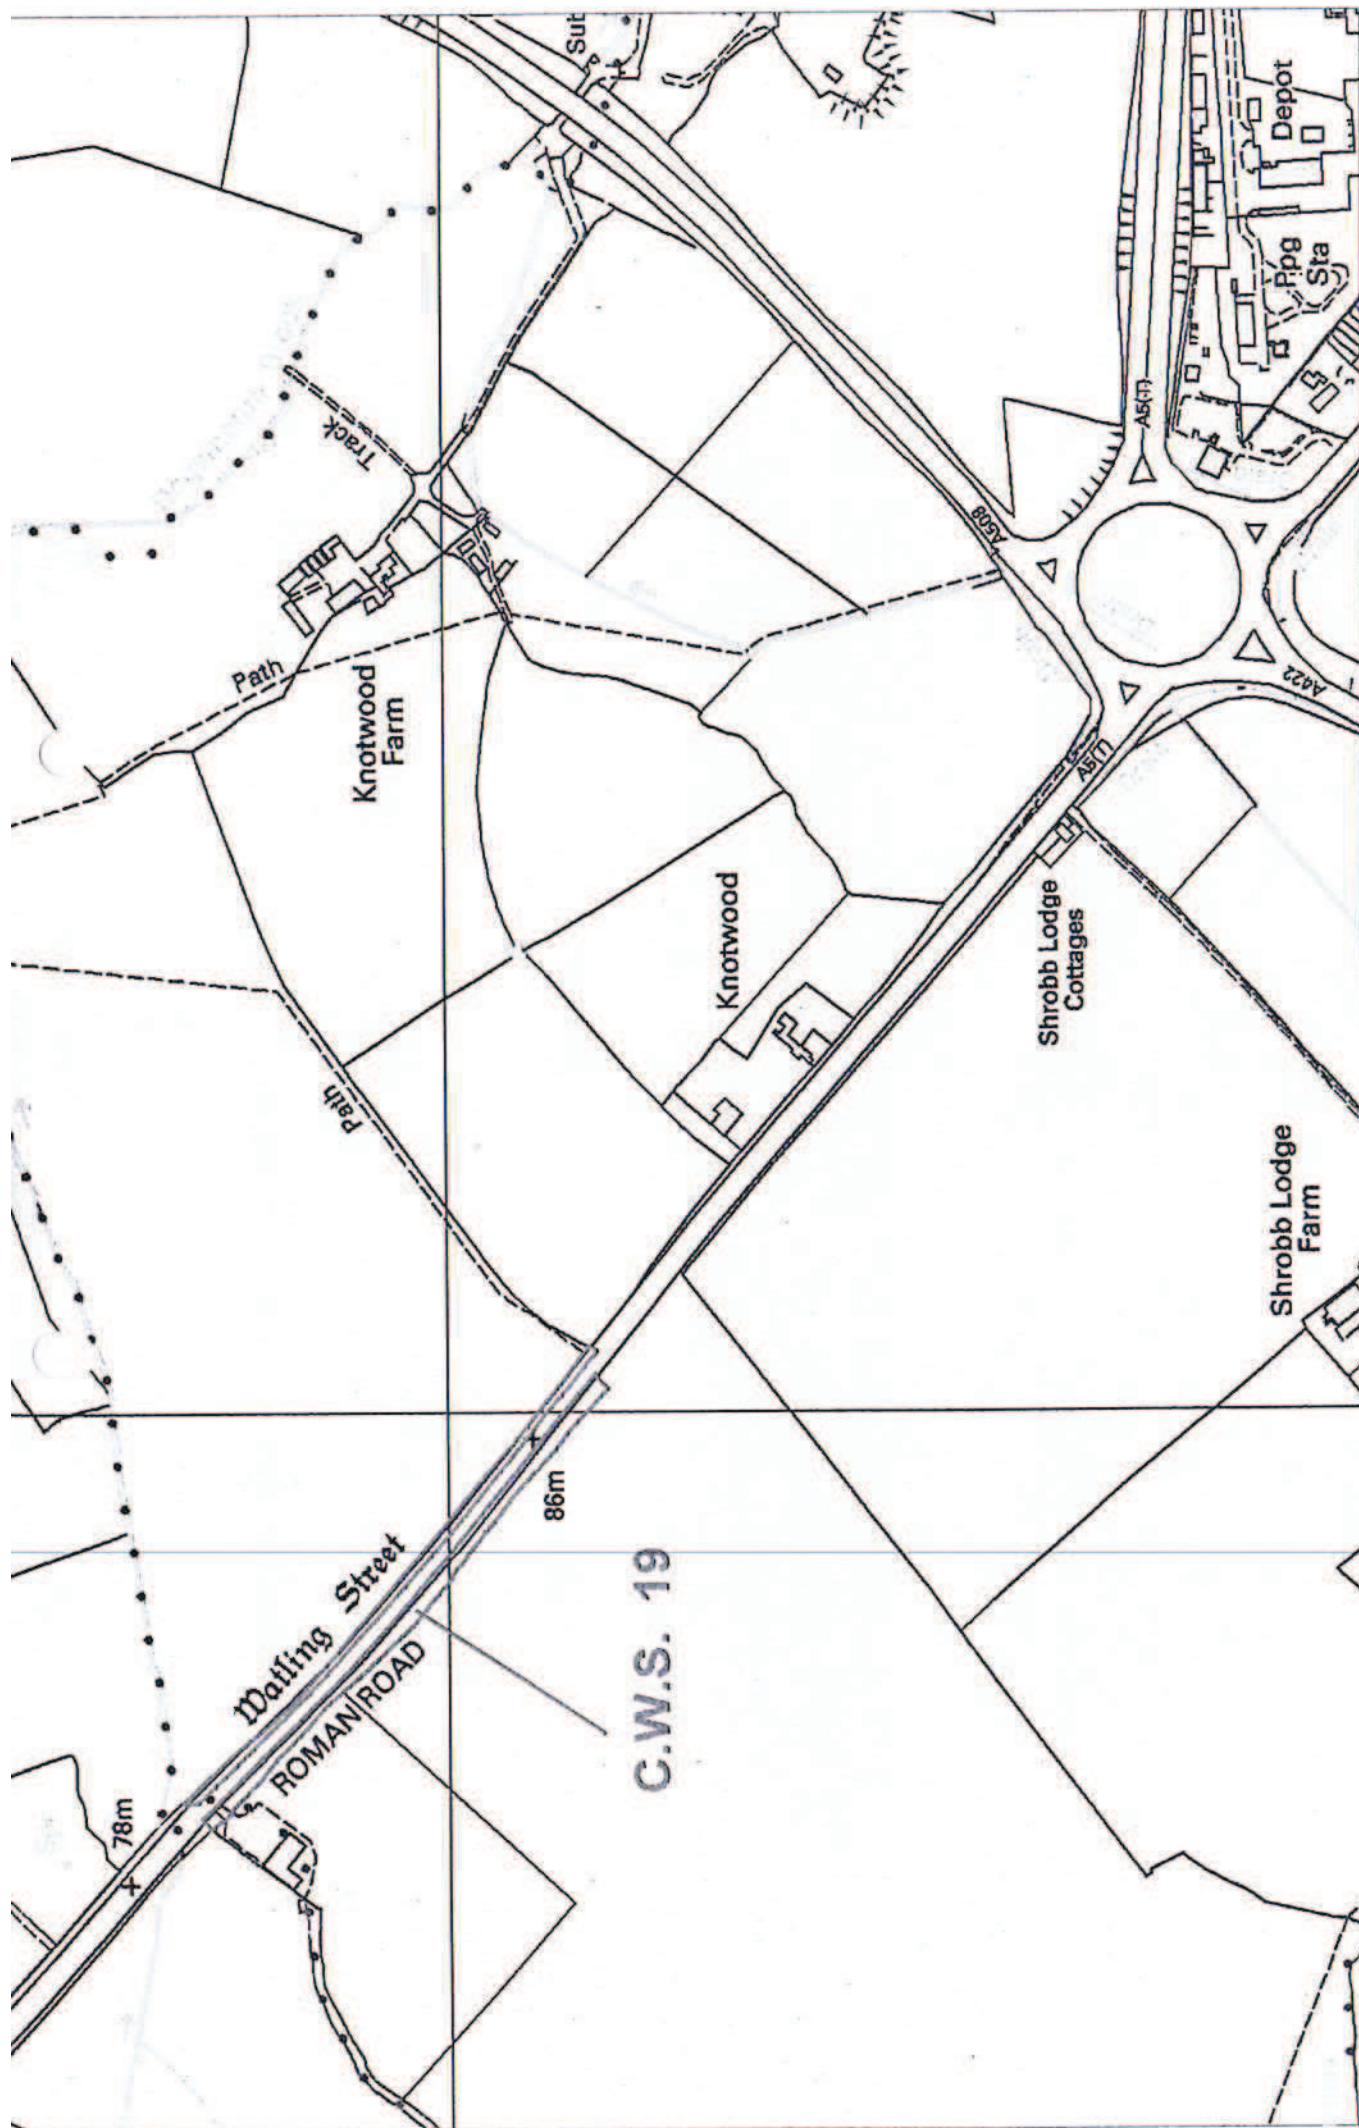 Sut
Depot
Ppg
Sta
A5(T)
Track
A508
Path
Knotwood
Farm
A422
A5(T)
Knotwood
Shrobb Lodge
Cottages
Path
Shrobb Lodge
Farm
86m
Watling Street
ROMAN ROAD
C.W.S. 19
78m